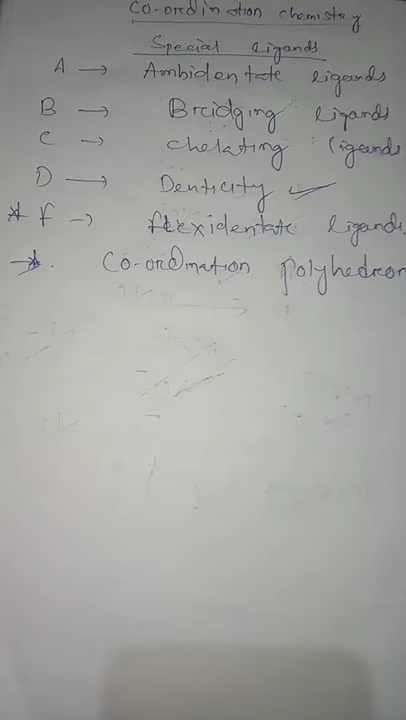 Co-ordination chemistry
Special ligands
A → Ambidentate ligands
B → Bridging ligands
C → chelating ligands
D → Denticity ✓
* F → flexidentate ligands
→*. Co-ordination polyhedron